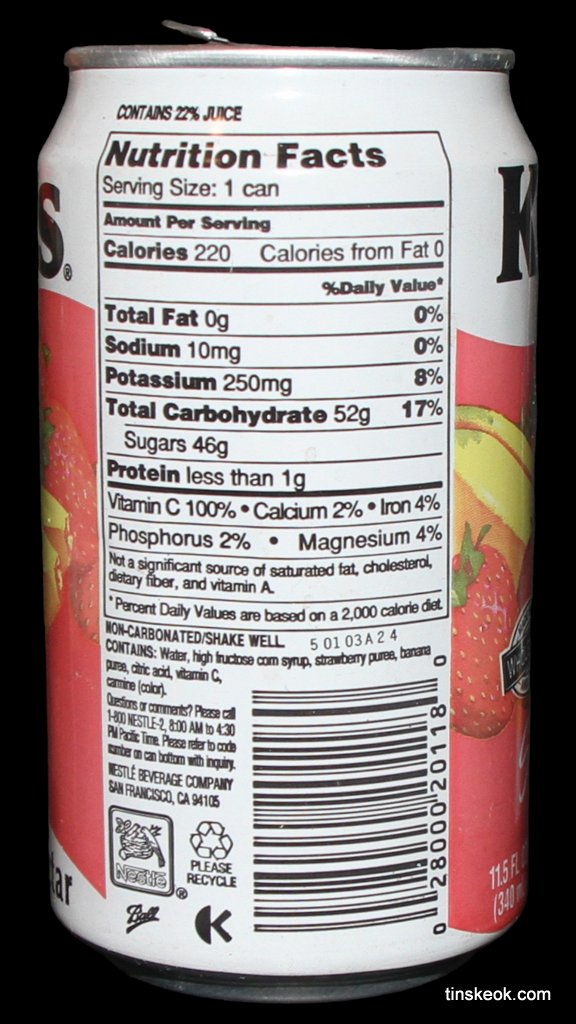 CONTAINS 22% JUICE
Nutrition Facts
Serving Size: 1 can
Amount Per Serving
Calories 220 Calories from Fat 0
%Daily Value*
Total Fat 0g 0%
Sodium 10mg 0%
Potassium 250mg 8%
Total Carbohydrate 52g 17%
Sugars 46g
Protein less than 1g
Vitamin C 100% • Calcium 2% • Iron 4%
Phosphorus 2% • Magnesium 4%
Not a significant source of saturated fat, cholesterol,
dietary fiber, and vitamin A.
*Percent Daily Values are based on a 2,000 calorie diet.
NON-CARBONATED/SHAKE WELL 50103A24
CONTAINS: Water, high fructose corn syrup, strawberry puree, banana
puree, citric acid, vitamin C,
carmine (color).
Questions or comments? Please call
1-800 NESTLE-2, 8:00 AM to 4:30
PM Pacific Time. Please refer to code
number on can bottom with inquiry.
NESTLÉ BEVERAGE COMPANY
SAN FRANCISCO, CA 94105
Nestlé ®
PLEASE
RECYCLE
Ball
K
0 28000 20118 0
S®
K
tar
11.5 FL
(340
tinskeok.com